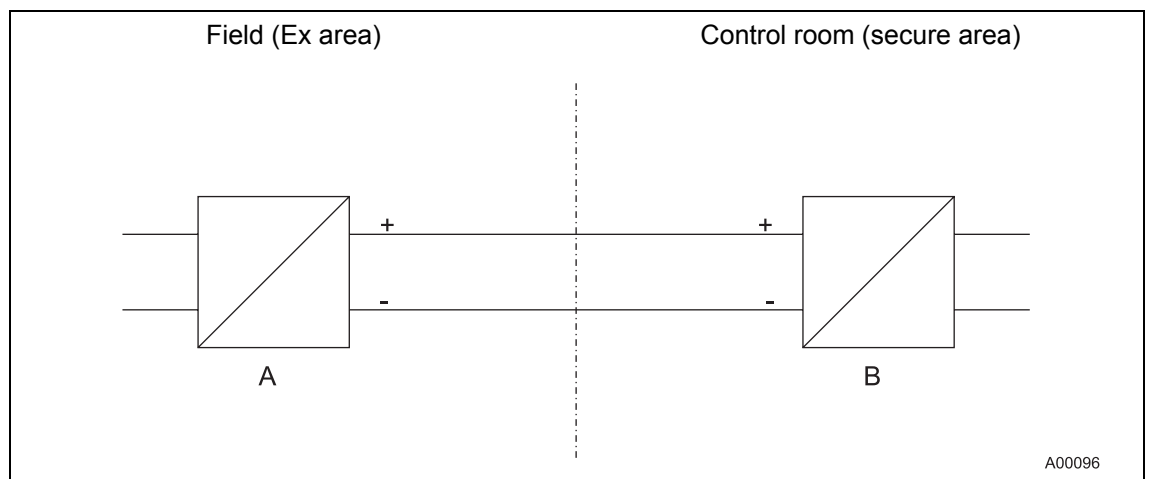 Field (Ex area) Control room (secure area)
+ +
- -
A B
A00096